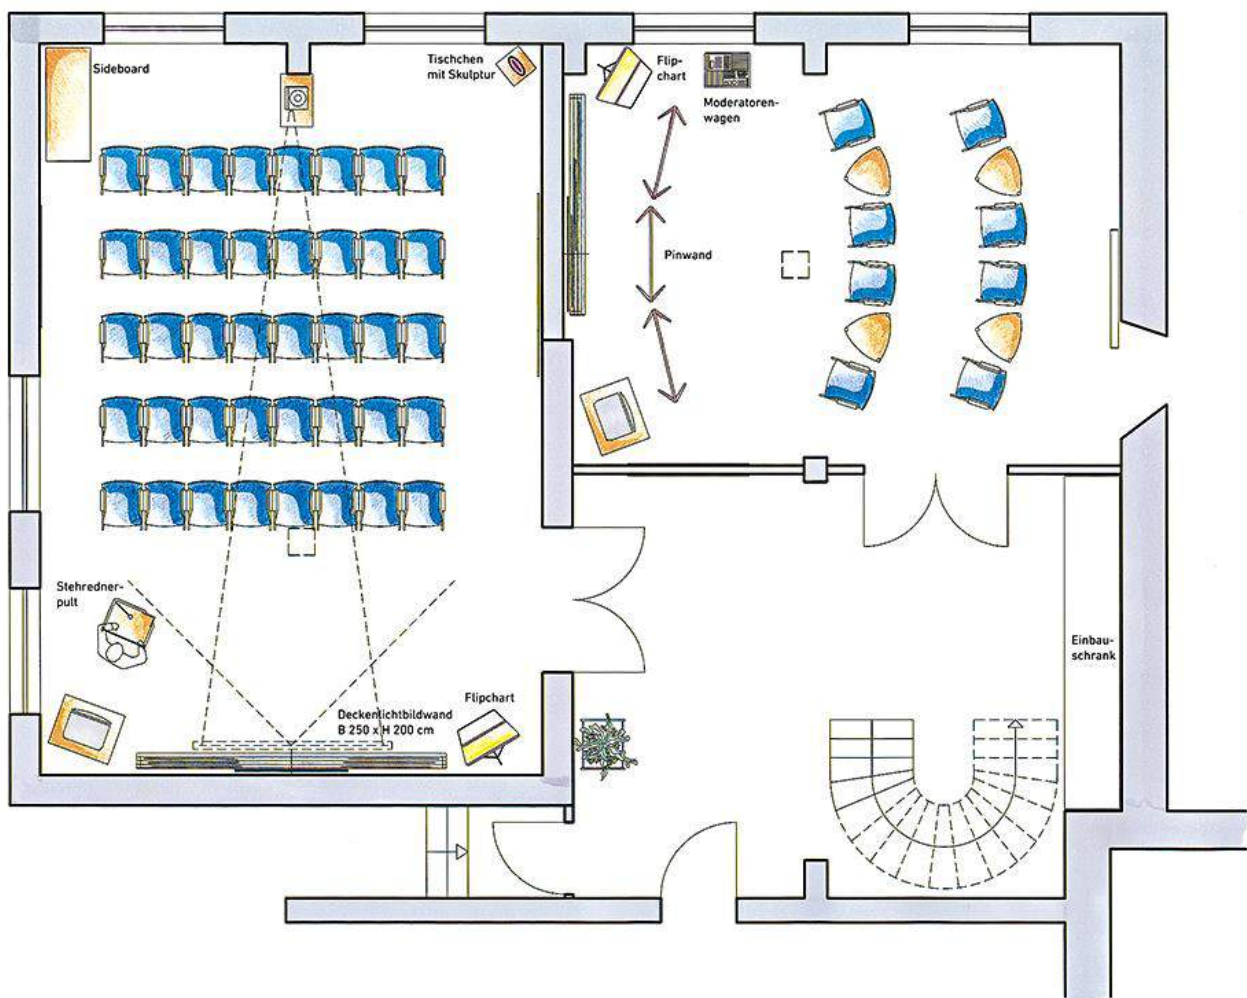 Sideboard
Tischchen
mit Skulptur
Flip-
chart
Moderatoren-
wagen
Pinwand
Stehredner-
pult
Flipchart
Deckenlichtbildwand
B 250 x H 200 cm
Einbau-
schrank